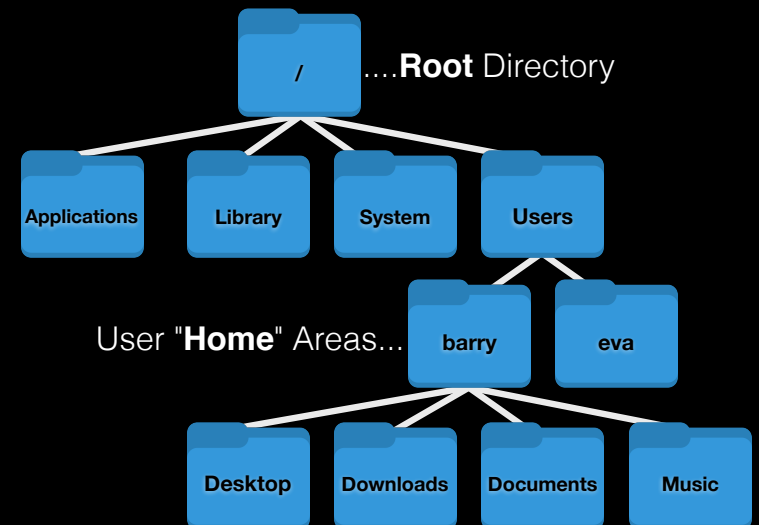 /
....Root Directory
Applications
Library
System
Users
User "Home" Areas...
barry
eva
Desktop
Downloads
Documents
Music